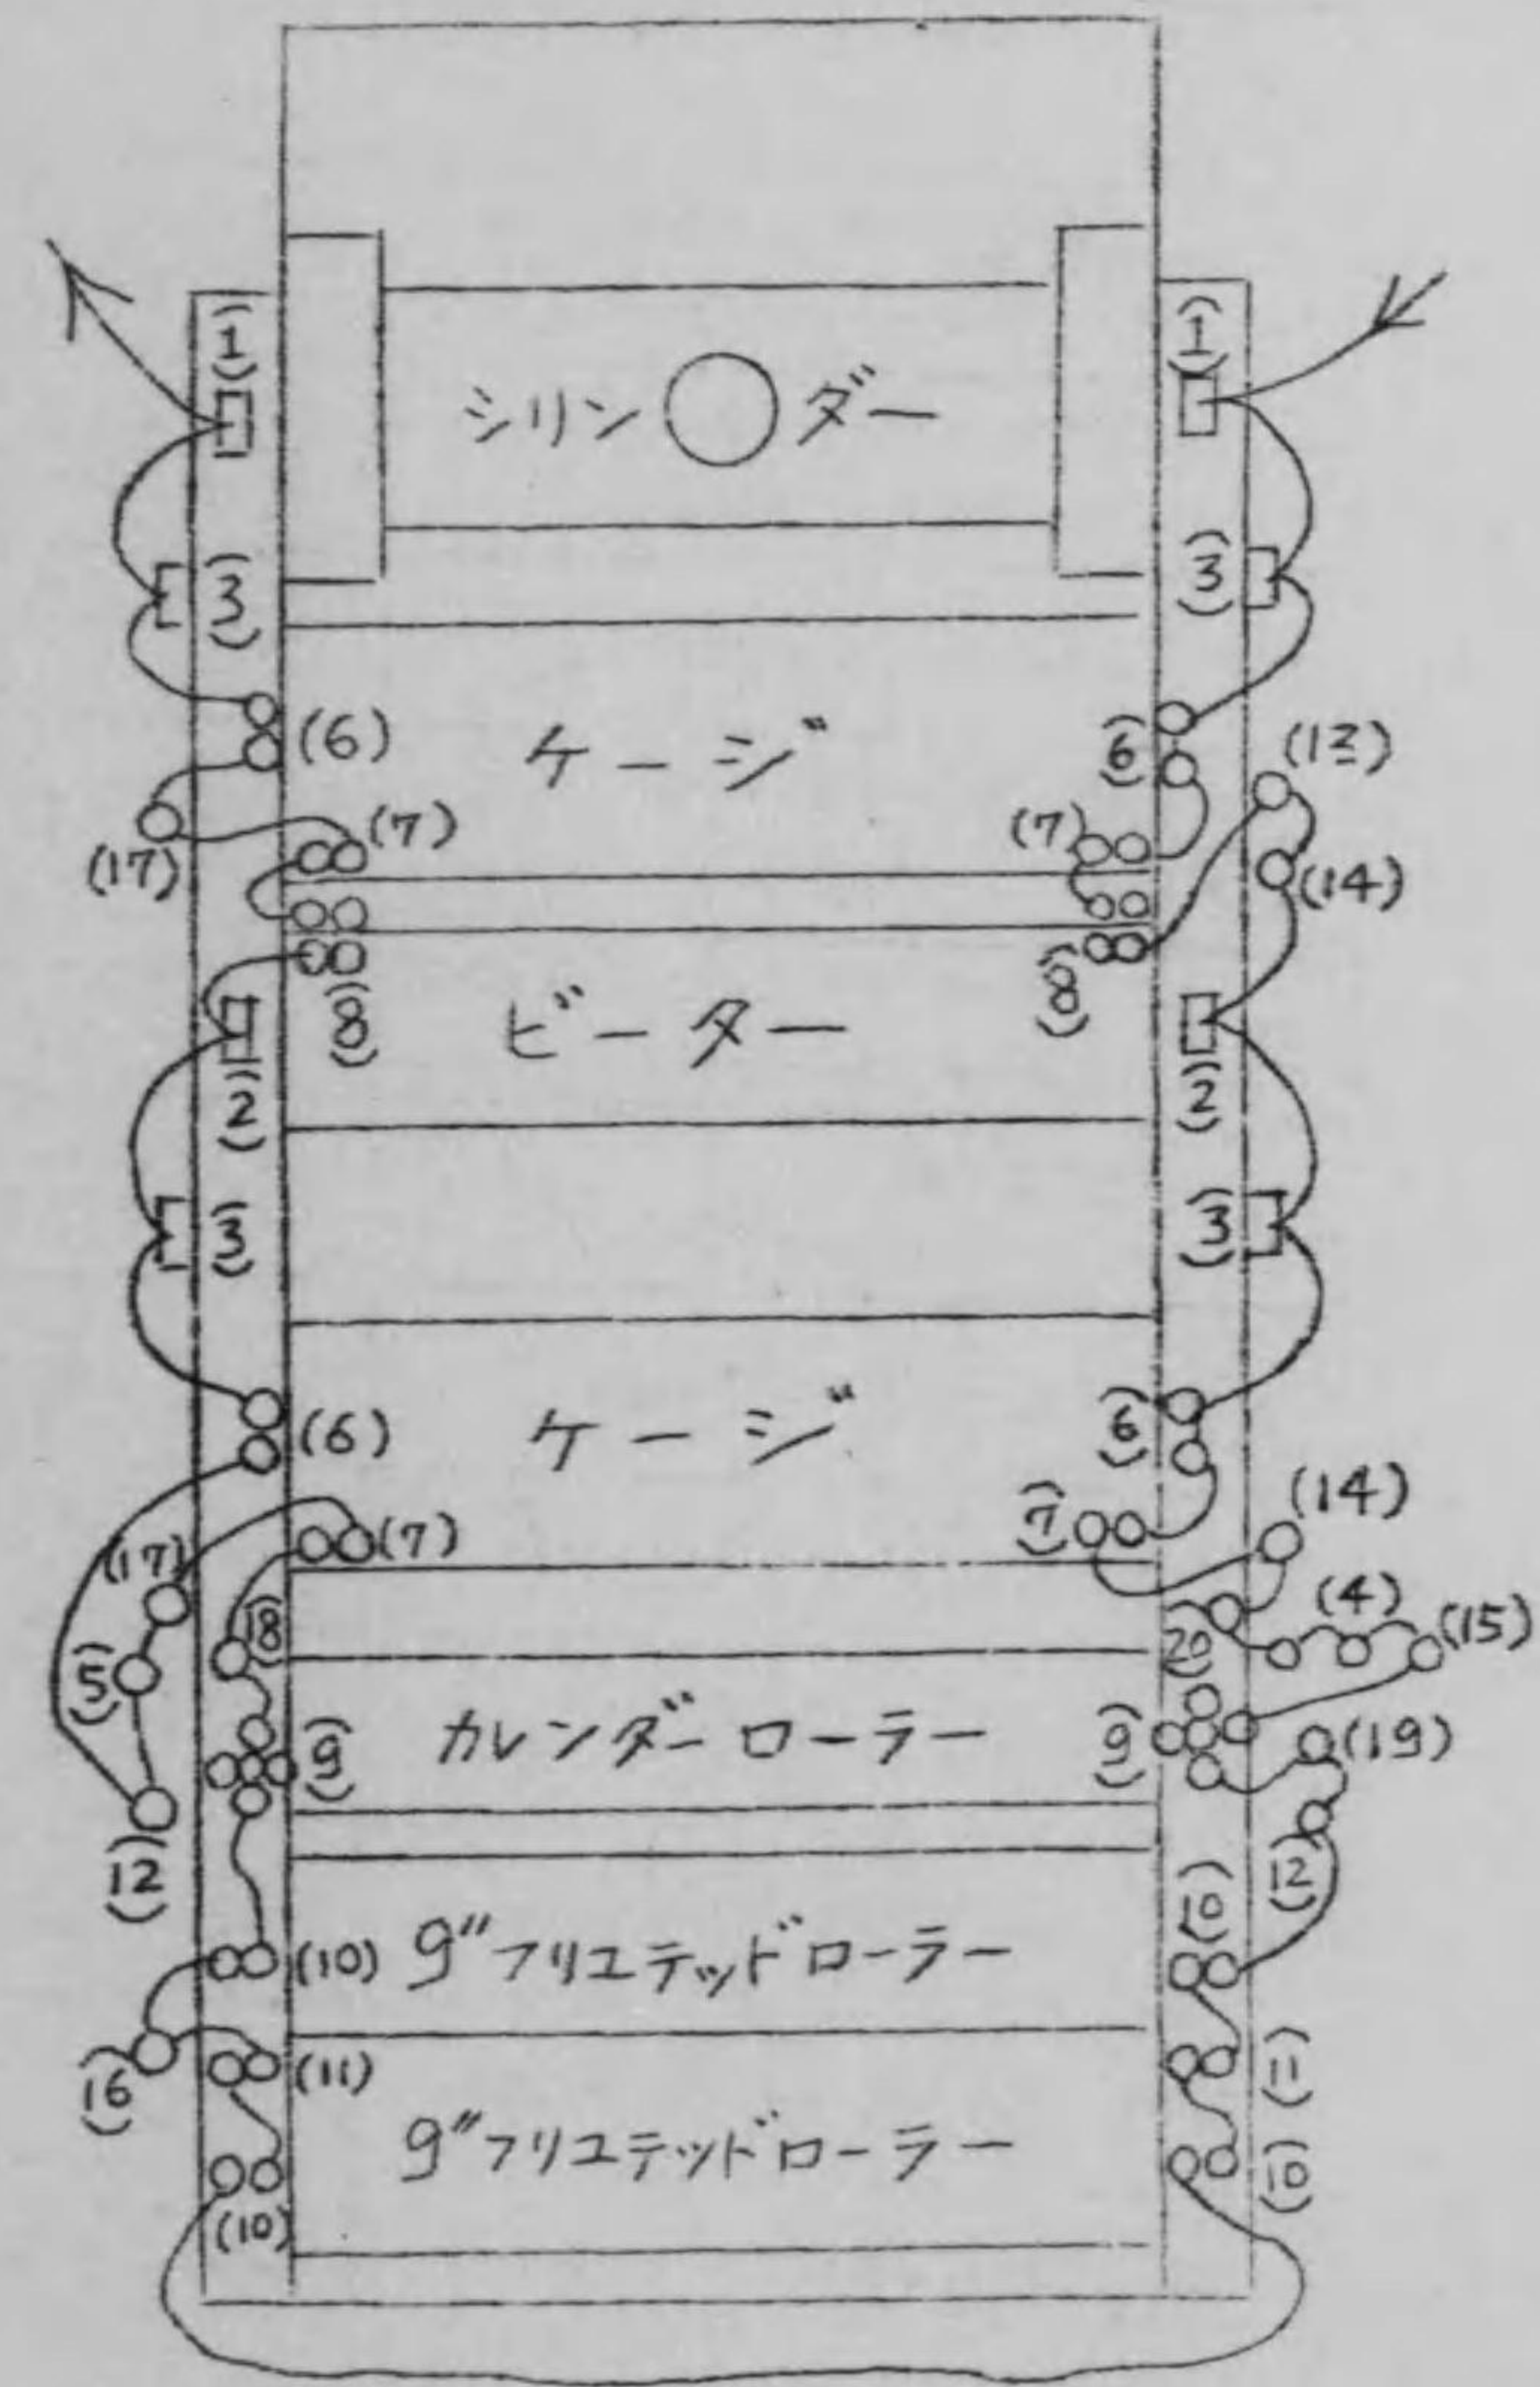 (1) (1)
シリンダー
(3) (3)
(6) ケージ (6) (13)
(17) (7) (7) (14)
(8) ビーター (8)
(2) (2)
(3) (3)
(6) ケージ (6)
(17) (7) (7) (14)
(18) (20) (4) (15)
(5) (9) カレンダーローラー (9) (19)
(12) (12)
(10) 9"フリユテッドローラー (10)
(16) (11) (11)
9"フリユテッドローラー
(10) (10)